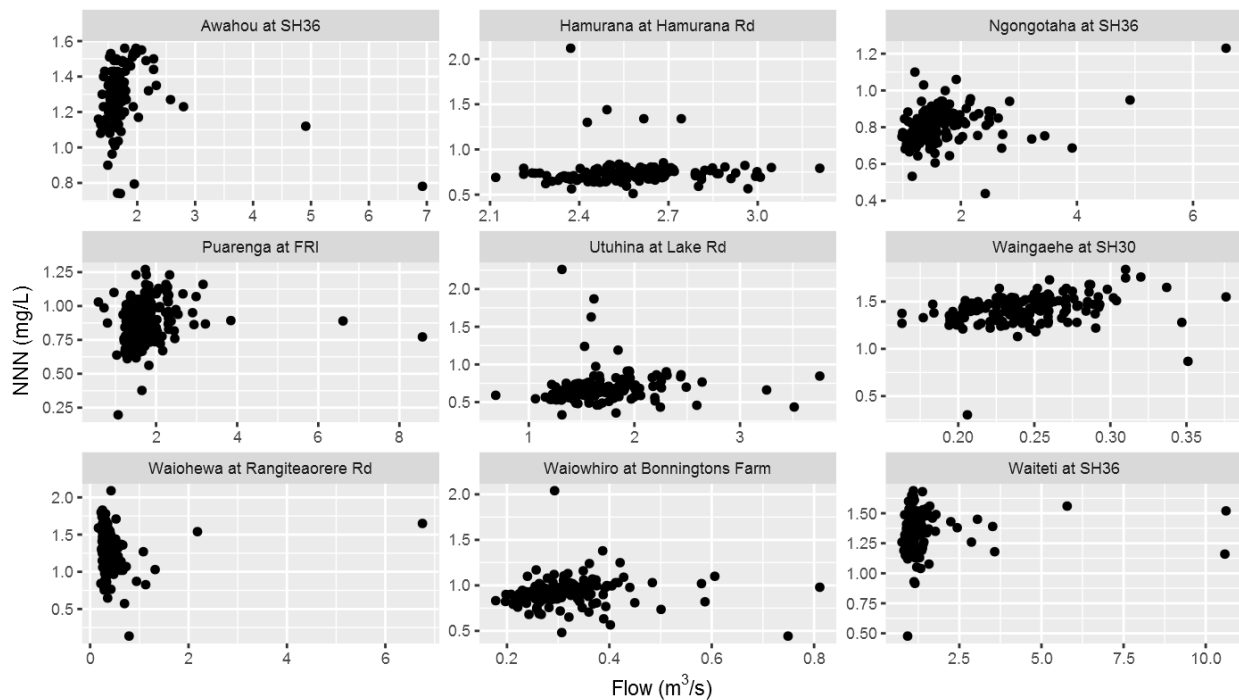 Awahou at SH36
Hamurana at Hamurana Rd
Ngongotaha at SH36
1.6
1.4
1.2
1.0
0.8
2 3 4 5 6 7
2.0
1.5
1.0
0.5
2.1 2.4 2.7 3.0
1.2
1.0
0.8
0.6
0.4
2 4 6
Puarenga at FRI
Utuhina at Lake Rd
Waingaehe at SH30
1.25
1.00
0.75
0.50
0.25
0 2 4 6 8
2.0
1.5
1.0
0.5
1 2 3
1.5
1.0
0.5
0.20 0.25 0.30 0.35
Waiohewa at Rangiteaorere Rd
Waiowhiro at Bonningtons Farm
Waiteti at SH36
2.0
1.5
1.0
0.5
0 2 4 6
2.0
1.5
1.0
0.5
0.2 0.4 0.6 0.8
1.50
1.25
1.00
0.75
0.50
2.5 5.0 7.5 10.0
NNN (mg/L)
Flow (m³/s)